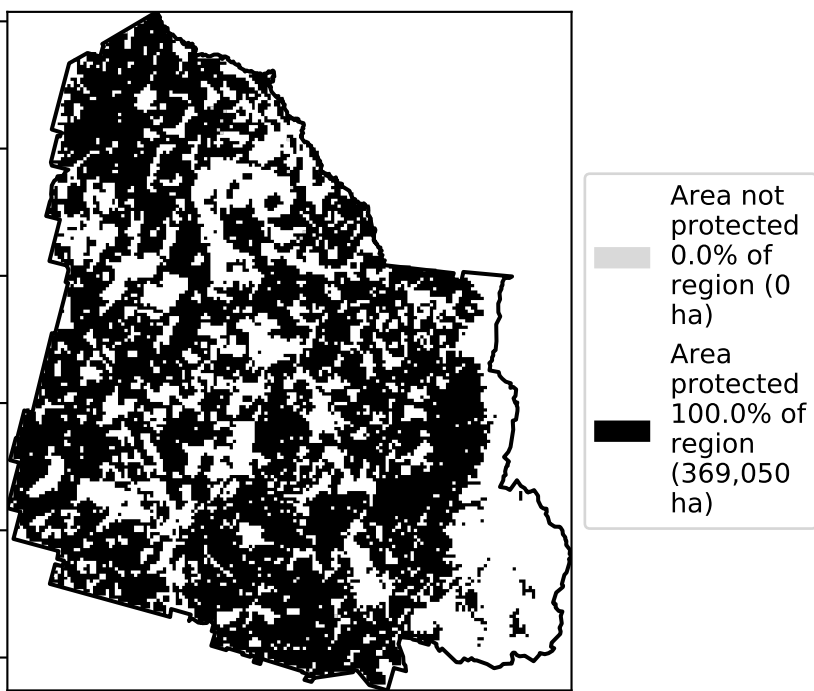 Area not
protected
0.0% of
region (0
ha)
Area
protected
100.0% of
region
(369,050
ha)